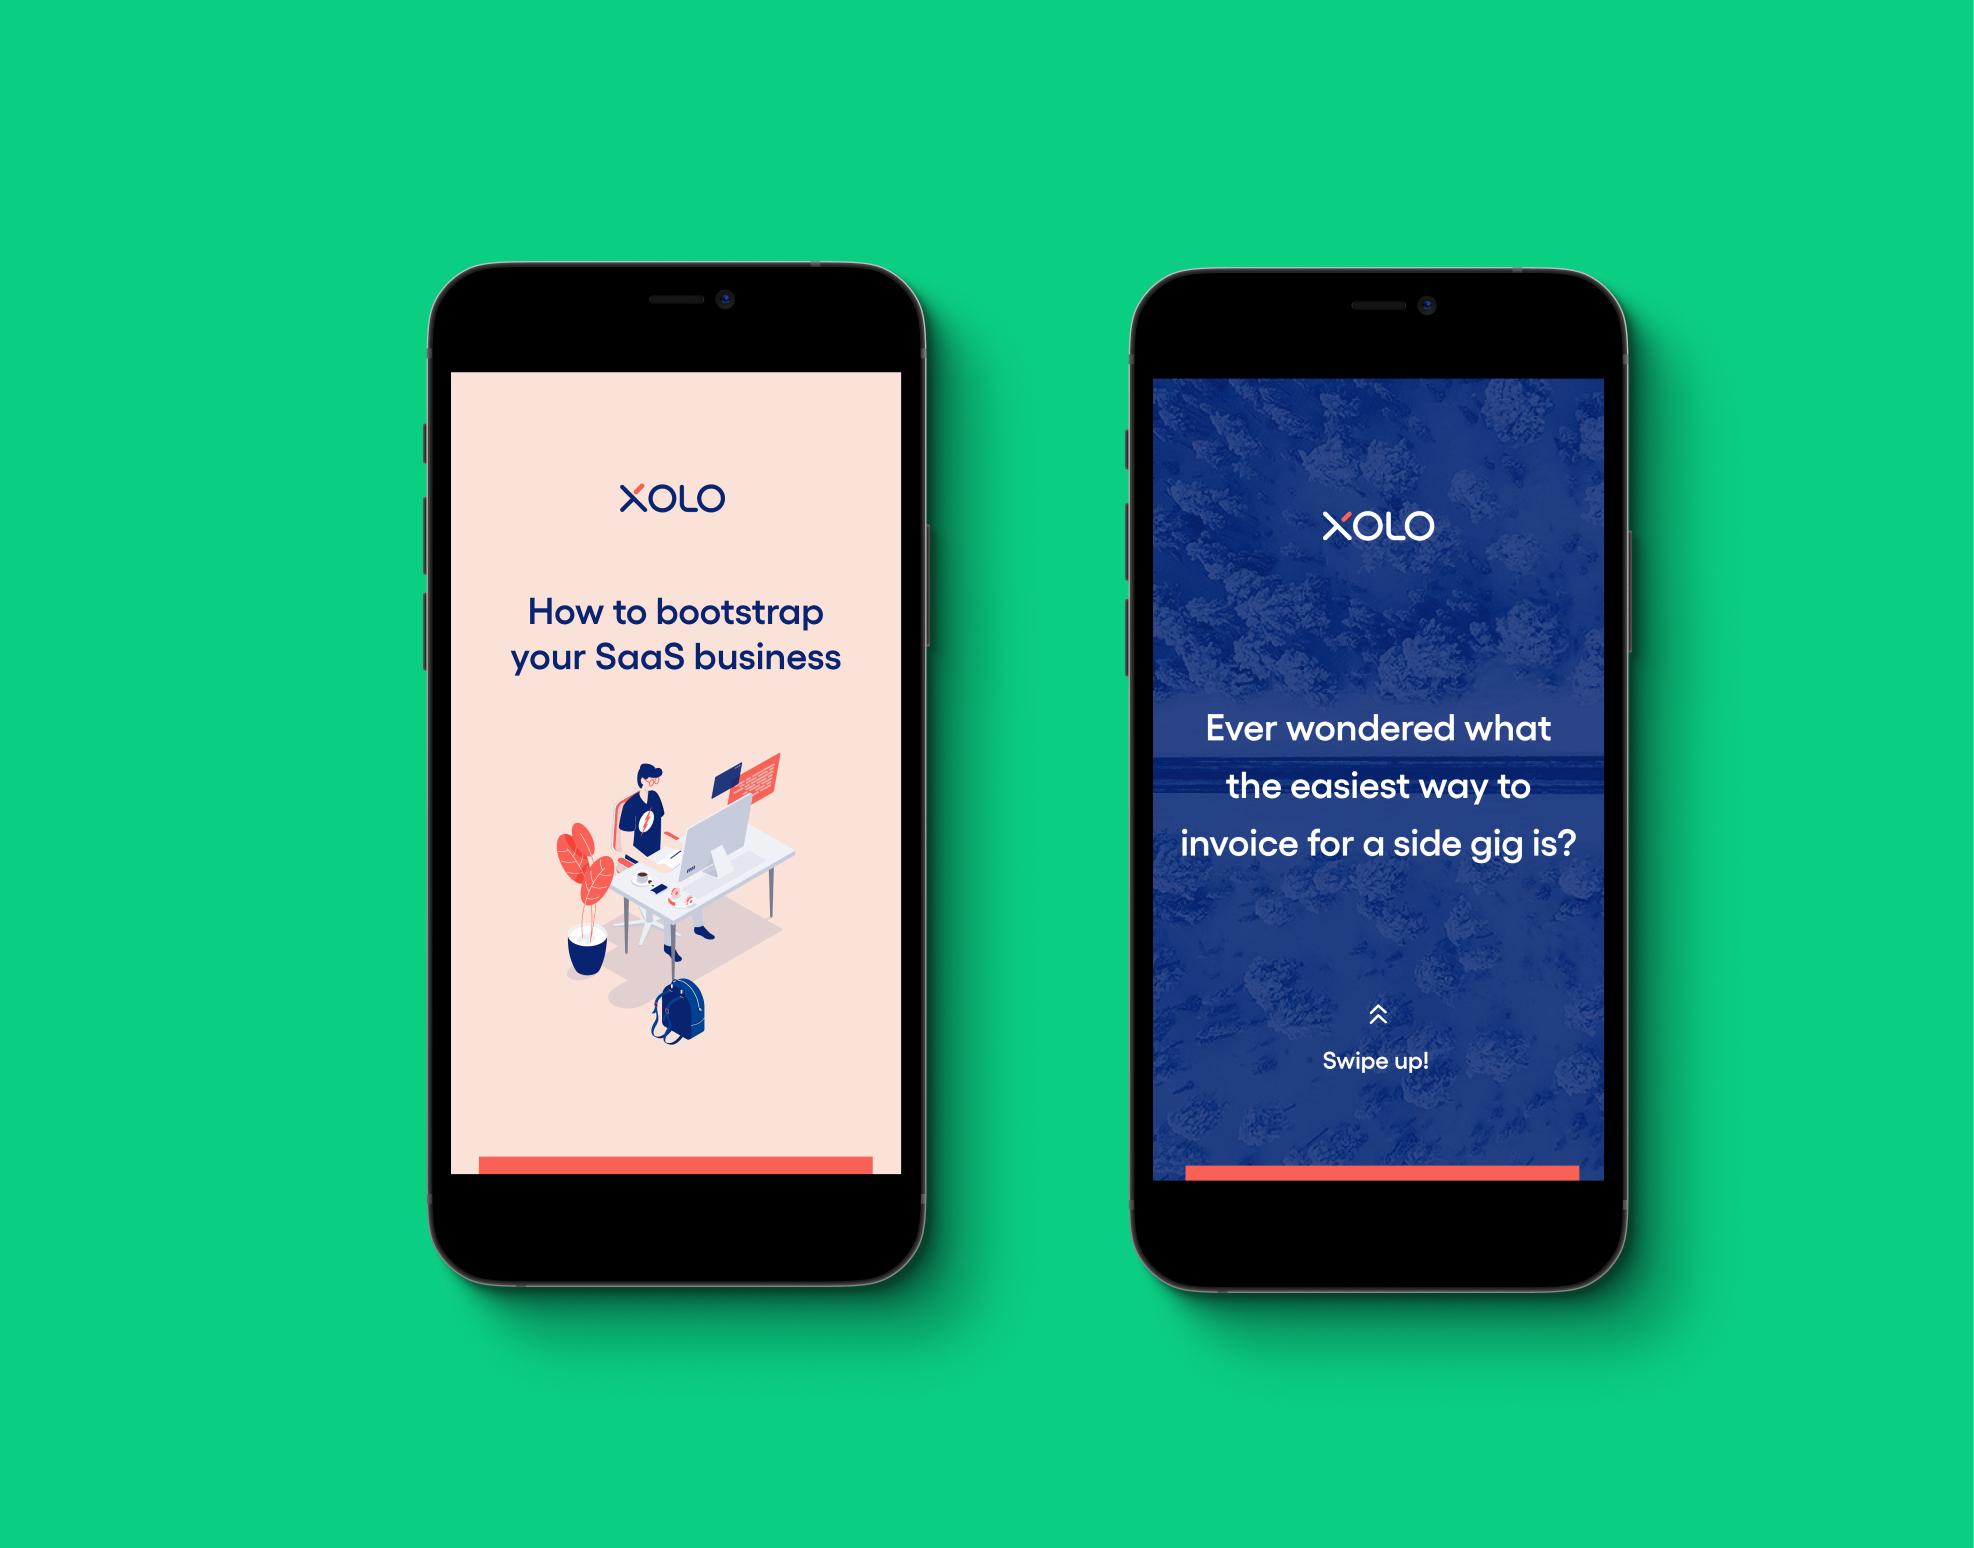 XOLO
How to bootstrap
your SaaS business
XOLO
Ever wondered what
the easiest way to
invoice for a side gig is?
Swipe up!